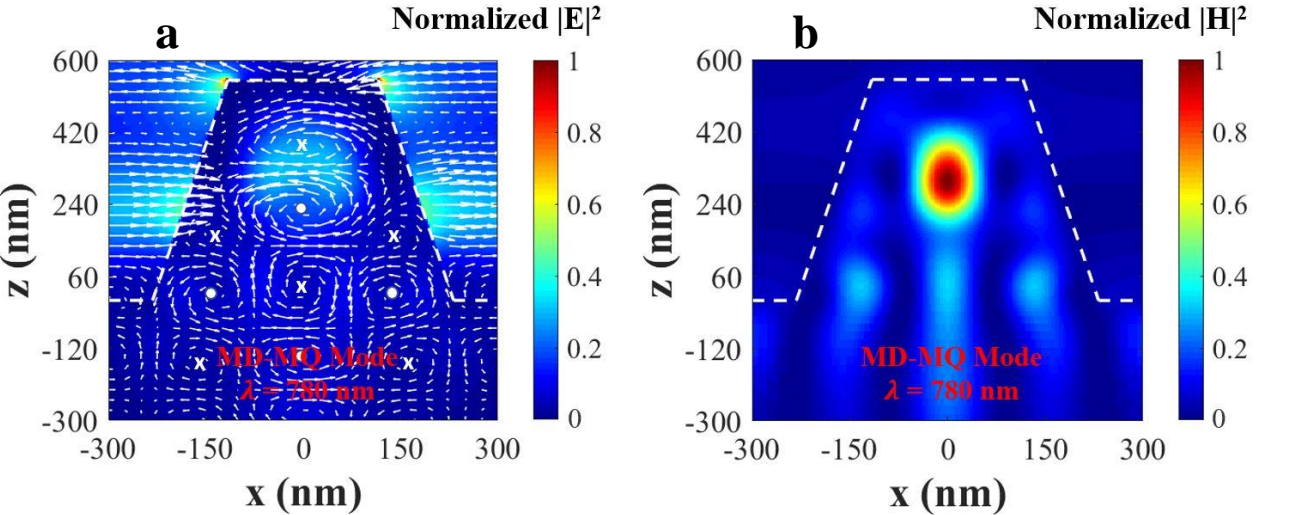 a
Normalized |E|²
600
420
240
60
-120
-300
z (nm)
x
x
x
x
x
x
MD-MQ Mode
λ = 780 nm
-300 -150 0 150 300
x (nm)
1
0.8
0.6
0.4
0.2
0
b
Normalized |H|²
600
420
240
60
-120
-300
z (nm)
MD-MQ Mode
λ = 780 nm
-300 -150 0 150 300
x (nm)
1
0.8
0.6
0.4
0.2
0